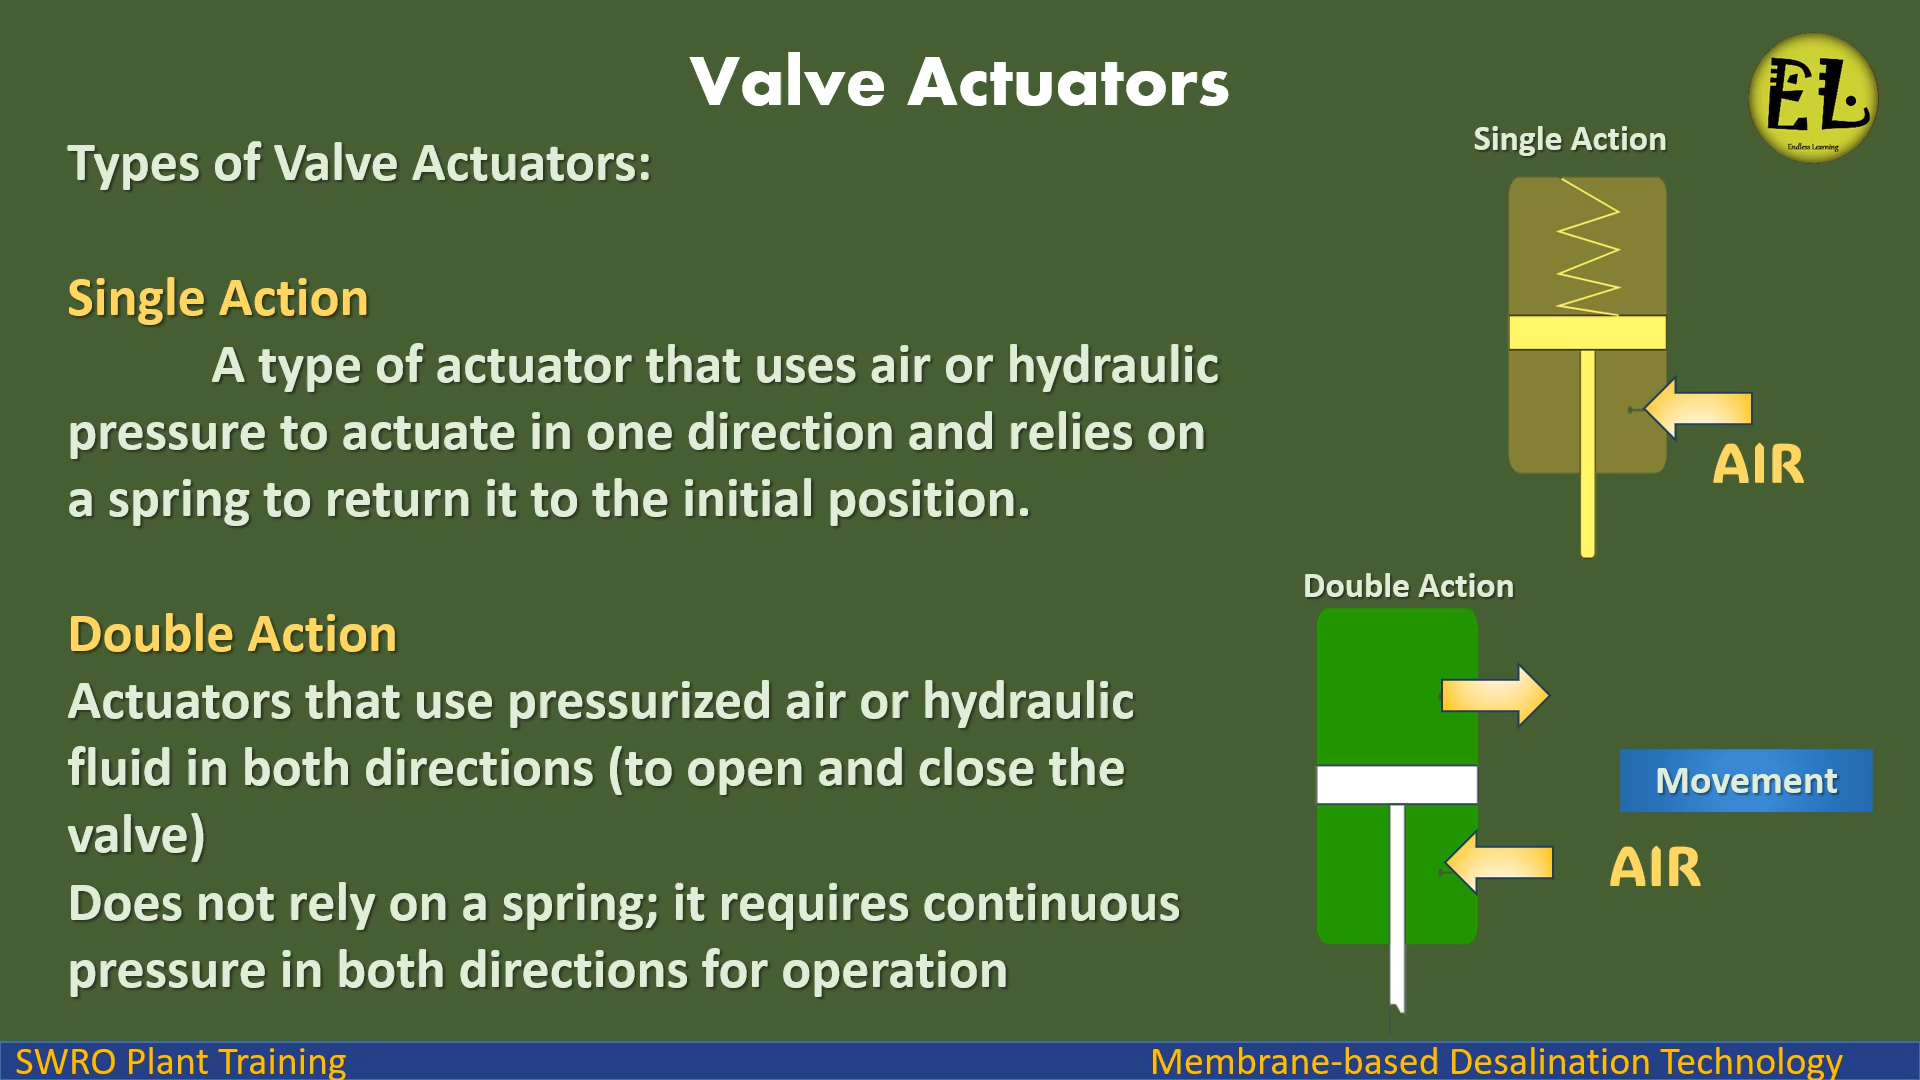 Valve Actuators
EL
Endless Learning
Types of Valve Actuators:
Single Action
A type of actuator that uses air or hydraulic
pressure to actuate in one direction and relies on
a spring to return it to the initial position.
Double Action
Actuators that use pressurized air or hydraulic
fluid in both directions (to open and close the
valve)
Does not rely on a spring; it requires continuous
pressure in both directions for operation
Single Action
AIR
Double Action
Movement
AIR
SWRO Plant Training
Membrane-based Desalination Technology